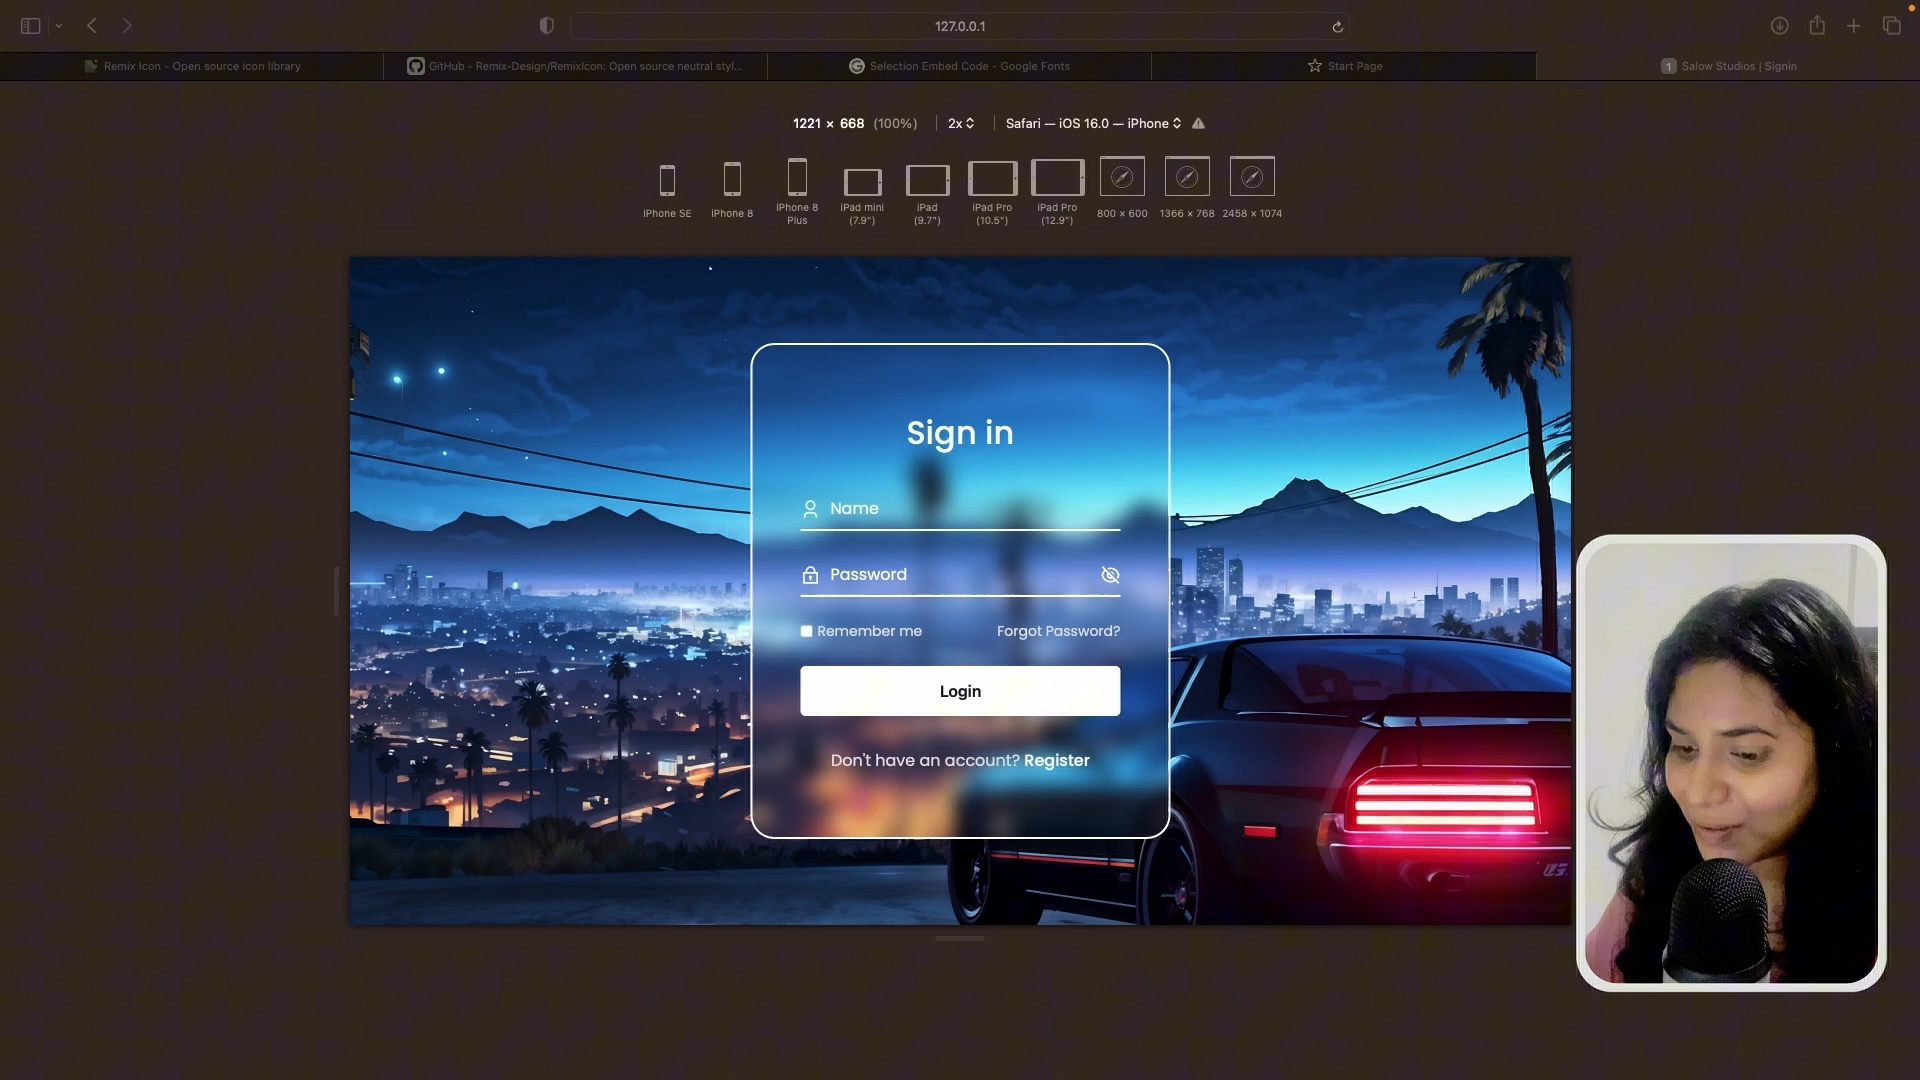 127.0.0.1
Remix Icon - Open source icon library
GitHub - Remix-Design/RemixIcon: Open source neutral styl...
Selection Embed Code - Google Fonts
Start Page
1 Salow Studios | Signin
1221 × 668 (100%)
2x
Safari — iOS 16.0 — iPhone
iPhone SE
iPhone 8
iPhone 8
Plus
iPad mini
(7.9")
iPad
(9.7")
iPad Pro
(10.5")
iPad Pro
(12.9")
800 × 600
1366 × 768
2458 × 1074
Sign in
Name
Password
Remember me
Forgot Password?
Login
Don't have an account? Register